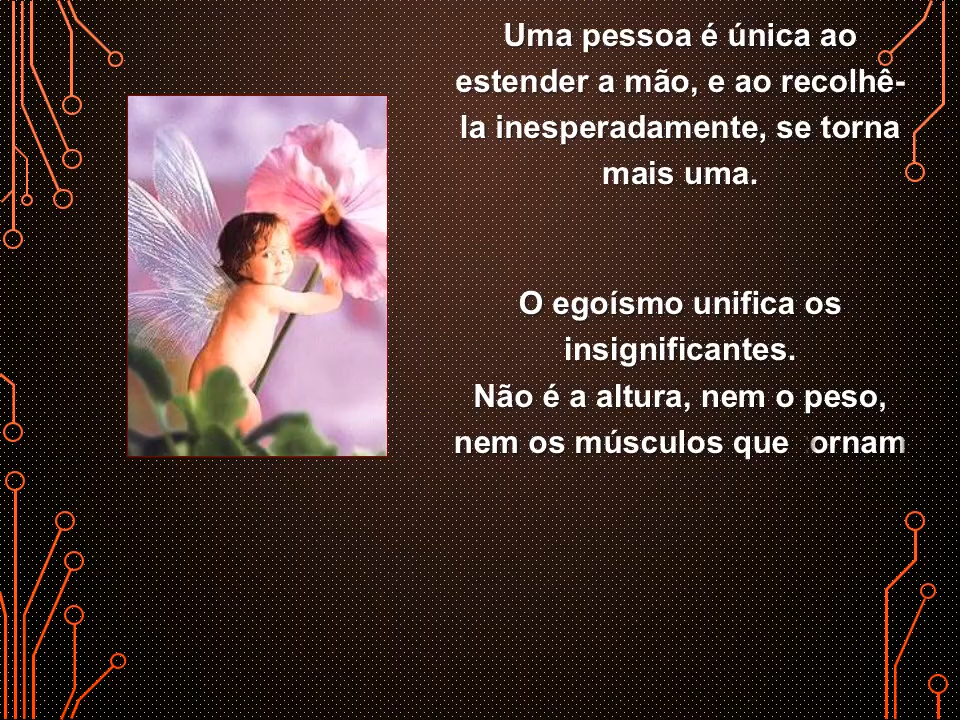 Uma pessoa é única ao
estender a mão, e ao recolhê-
la inesperadamente, se torna
mais uma.
O egoísmo unifica os
insignificantes.
Não é a altura, nem o peso,
nem os músculos que ornam